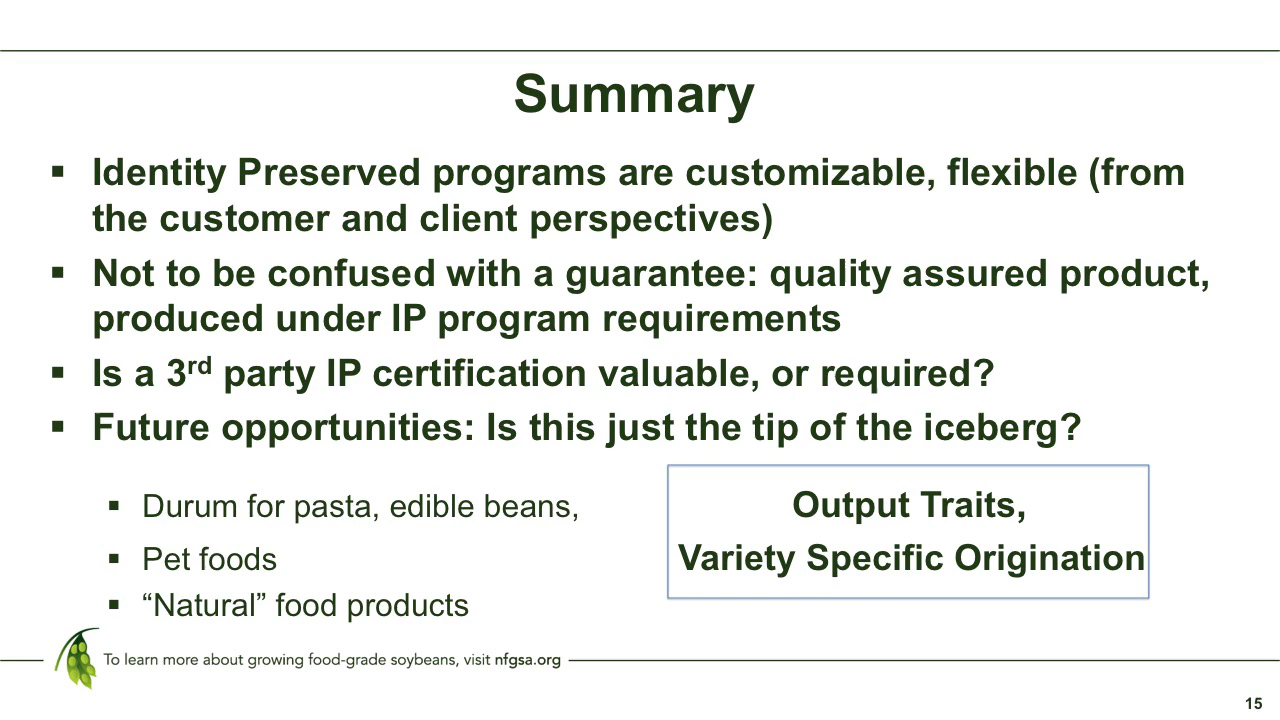 Summary
▪ Identity Preserved programs are customizable, flexible (from
the customer and client perspectives)
▪ Not to be confused with a guarantee: quality assured product,
produced under IP program requirements
▪ Is a 3rd party IP certification valuable, or required?
▪ Future opportunities: Is this just the tip of the iceberg?
▪ Durum for pasta, edible beans,
▪ Pet foods
▪ “Natural” food products
Output Traits,
Variety Specific Origination
To learn more about growing food-grade soybeans, visit nfgsa.org
15